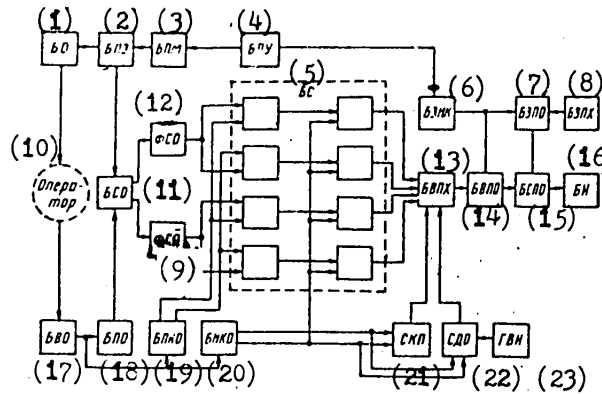 (1) (2) (3) (4)
БО БПЗ БПМ БПУ
(5)
БС
(6) (7) (8)
БЗМК БЗПО БЗПХ
(12)
ФСО
(10)
Опера-
тор
БСО (11)
ФСО
(9)
(13) (16)
БВПХ БВПО БСПО БИ
(14) (15)
БВО БПО БПкО БМКО СКП СДО ГВИ
(17) (18) (19) (20) (21) (22) (23)